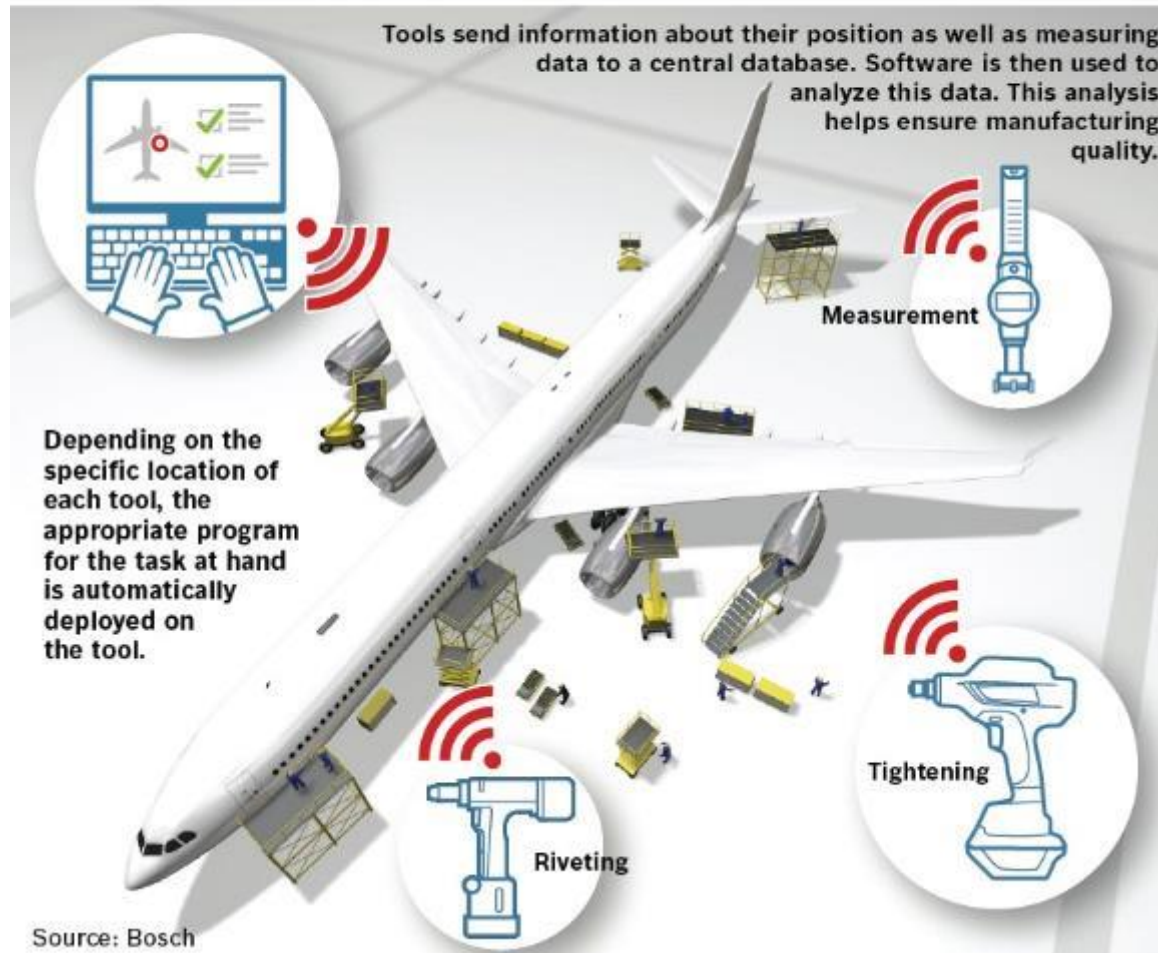 Tools send information about their position as well as measuring
data to a central database. Software is then used to
analyze this data. This analysis
helps ensure manufacturing
quality.
Measurement
Depending on the
specific location of
each tool, the
appropriate program
for the task at hand
is automatically
deployed on
the tool.
Tightening
Riveting
Source: Bosch